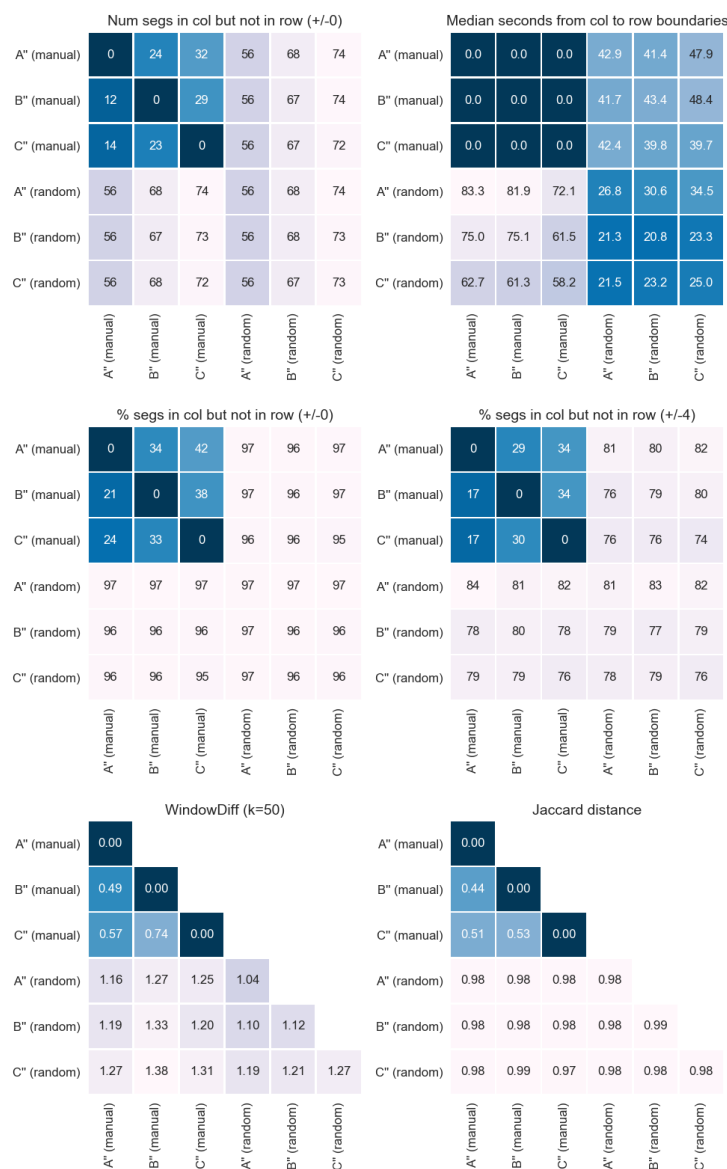 Num segs in col but not in row (+/-0)
A" (manual) 0 24 32 56 68 74
B" (manual) 12 0 29 56 67 74
C" (manual) 14 23 0 56 67 72
A" (random) 56 68 74 56 68 74
B" (random) 56 67 73 56 68 73
C" (random) 56 68 72 56 67 73
A" (manual) B" (manual) C" (manual) A" (random) B" (random) C" (random)
Median seconds from col to row boundaries
A" (manual) 0.0 0.0 0.0 42.9 41.4 47.9
B" (manual) 0.0 0.0 0.0 41.7 43.4 48.4
C" (manual) 0.0 0.0 0.0 42.4 39.8 39.7
A" (random) 83.3 81.9 72.1 26.8 30.6 34.5
B" (random) 75.0 75.1 61.5 21.3 20.8 23.3
C" (random) 62.7 61.3 58.2 21.5 23.2 25.0
A" (manual) B" (manual) C" (manual) A" (random) B" (random) C" (random)
% segs in col but not in row (+/-0)
A" (manual) 0 34 42 97 96 97
B" (manual) 21 0 38 97 96 97
C" (manual) 24 33 0 96 96 95
A" (random) 97 97 97 97 97 97
B" (random) 96 96 96 97 96 96
C" (random) 96 96 95 97 96 96
A" (manual) B" (manual) C" (manual) A" (random) B" (random) C" (random)
% segs in col but not in row (+/-4)
A" (manual) 0 29 34 81 80 82
B" (manual) 17 0 34 76 79 80
C" (manual) 17 30 0 76 76 74
A" (random) 84 81 82 81 83 82
B" (random) 78 80 78 79 77 79
C" (random) 79 79 76 78 79 76
A" (manual) B" (manual) C" (manual) A" (random) B" (random) C" (random)
WindowDiff (k=50)
A" (manual) 0.00
B" (manual) 0.49 0.00
C" (manual) 0.57 0.74 0.00
A" (random) 1.16 1.27 1.25 1.04
B" (random) 1.19 1.33 1.20 1.10 1.12
C" (random) 1.27 1.38 1.31 1.19 1.21 1.27
A" (manual) B" (manual) C" (manual) A" (random) B" (random) C" (random)
Jaccard distance
A" (manual) 0.00
B" (manual) 0.44 0.00
C" (manual) 0.51 0.53 0.00
A" (random) 0.98 0.98 0.98 0.98
B" (random) 0.98 0.98 0.98 0.98 0.99
C" (random) 0.98 0.99 0.97 0.98 0.98 0.98
A" (manual) B" (manual) C" (manual) A" (random) B" (random) C" (random)